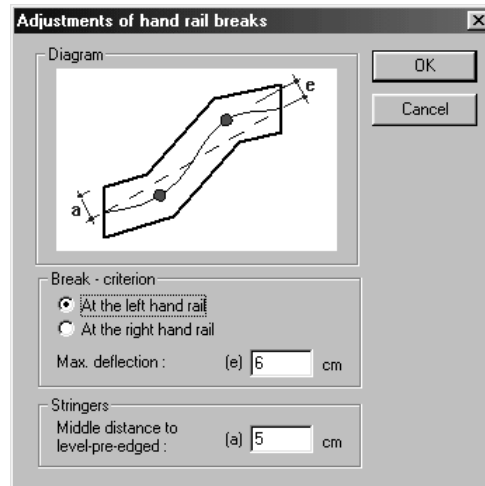 Adjustments of hand rail breaks
Diagram
OK
Cancel
e
a
Break - criterion
At the left hand rail
At the right hand rail
Max. deflection : (e) 6 cm
Stringers
Middle distance to
level-pre-edged : (a) 5 cm